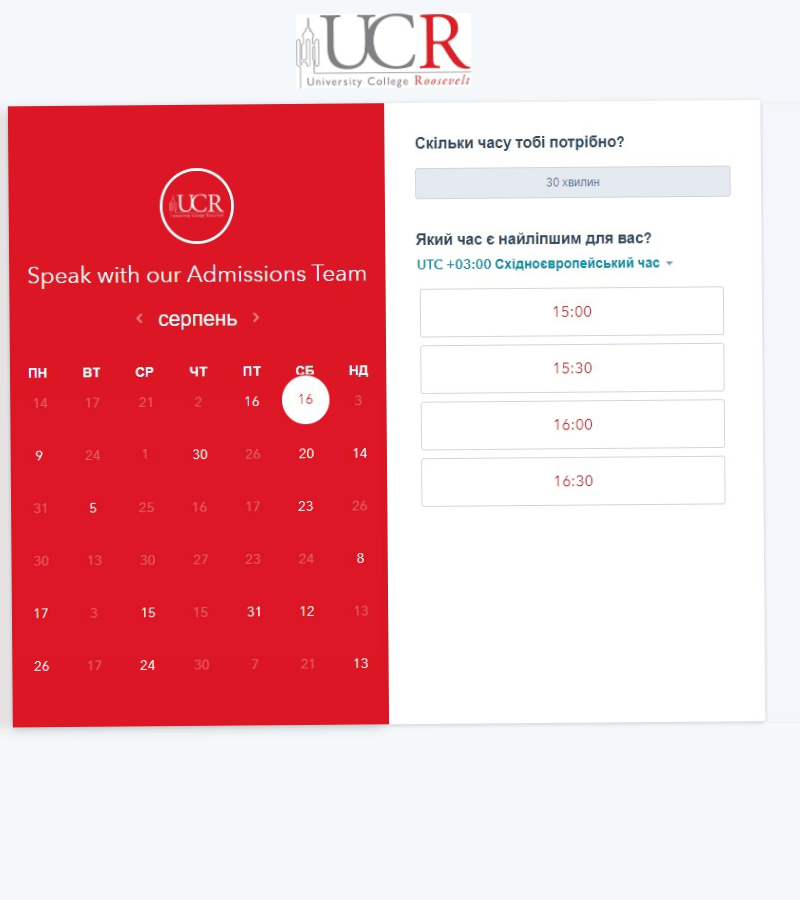 UCR
University College Roosevelt
UCR
Speak with our Admissions Team
серпень
ПН ВТ СР ЧТ ПТ СБ НД
14 17 21 2 16 16 3
9 24 1 30 26 20 14
31 5 25 16 17 23 26
30 13 30 27 23 24 8
17 3 15 15 31 12 13
26 17 24 30 7 21 13
Скільки часу тобі потрібно?
30 хвилин
Який час є найліпшим для вас?
UTC +03:00 Східноєвропейський час
15:00
15:30
16:00
16:30